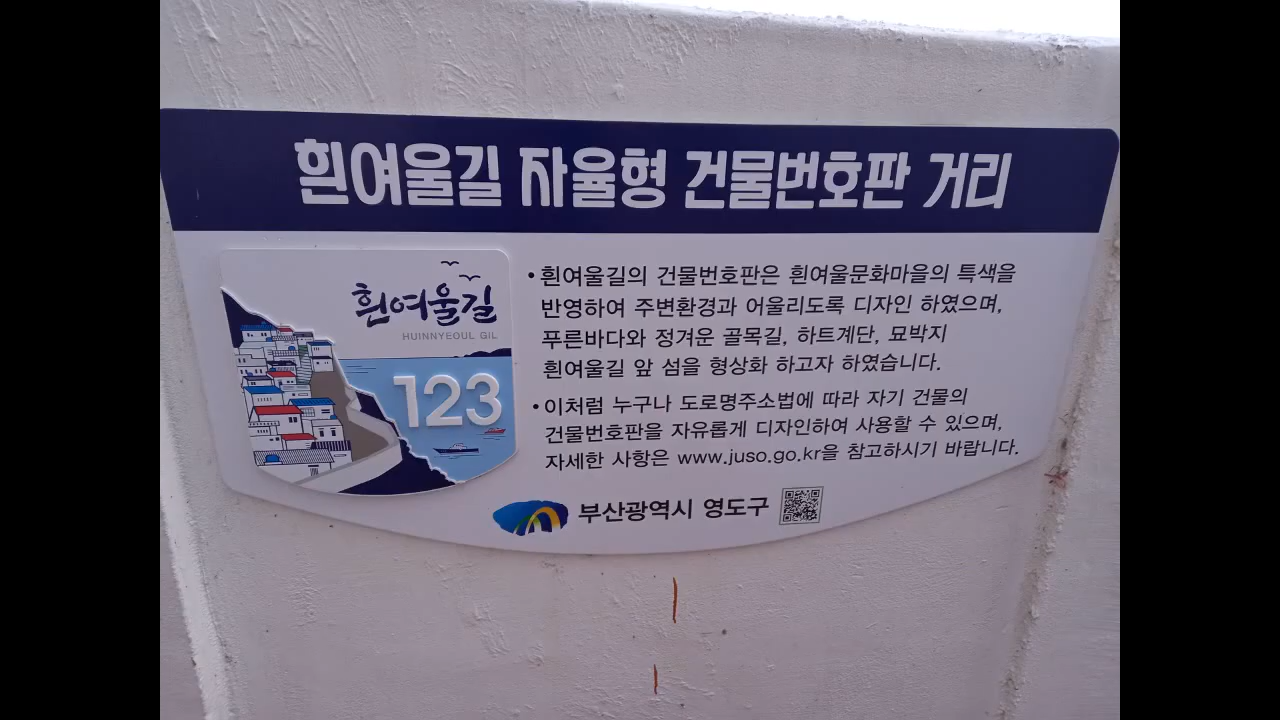 흰여울길 자율형 건물번호판 거리
흰여울길
HUINNYEOUL GIL
123
• 흰여울길의 건물번호판은 흰여울문화마을의 특색을
반영하여 주변환경과 어울리도록 디자인 하였으며,
푸른바다와 정겨운 골목길, 하트계단, 묘박지
흰여울길 앞 섬을 형상화 하고자 하였습니다.
• 이처럼 누구나 도로명주소법에 따라 자기 건물의
건물번호판을 자유롭게 디자인하여 사용할 수 있으며,
자세한 사항은 www.juso.go.kr을 참고하시기 바랍니다.
부산광역시 영도구